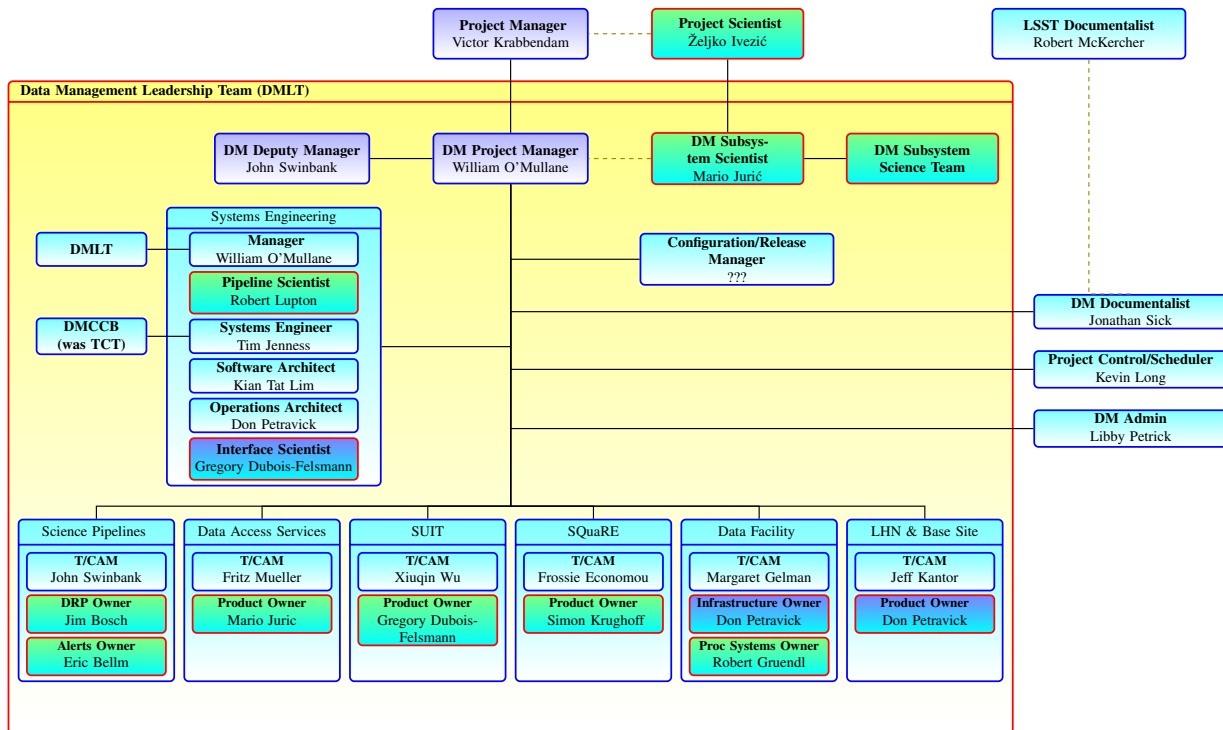 Project Manager
Victor Krabbendam
Project Scientist
Željko Ivezić
LSST Documentalist
Robert McKercher
Data Management Leadership Team (DMLT)
DM Deputy Manager
John Swinbank
DM Project Manager
William O'Mullane
DM Subsys-
tem Scientist
Mario Jurić
DM Subsystem
Science Team
Systems Engineering
DMLT
Manager
William O'Mullane
Pipeline Scientist
Robert Lupton
DMCCB
(was TCT)
Systems Engineer
Tim Jenness
Software Architect
Kian Tat Lim
Operations Architect
Don Petravick
Interface Scientist
Gregory Dubois-Felsmann
Configuration/Release
Manager
???
DM Documentalist
Jonathan Sick
Project Control/Scheduler
Kevin Long
DM Admin
Libby Petrick
Science Pipelines
T/CAM
John Swinbank
DRP Owner
Jim Bosch
Alerts Owner
Eric Bellm
Data Access Services
T/CAM
Fritz Mueller
Product Owner
Mario Juric
SUIT
T/CAM
Xiuqin Wu
Product Owner
Gregory Dubois-
Felsmann
SQuaRE
T/CAM
Frossie Economou
Product Owner
Simon Krughoff
Data Facility
T/CAM
Margaret Gelman
Infrastructure Owner
Don Petravick
Proc Systems Owner
Robert Gruendl
LHN & Base Site
T/CAM
Jeff Kantor
Product Owner
Don Petravick